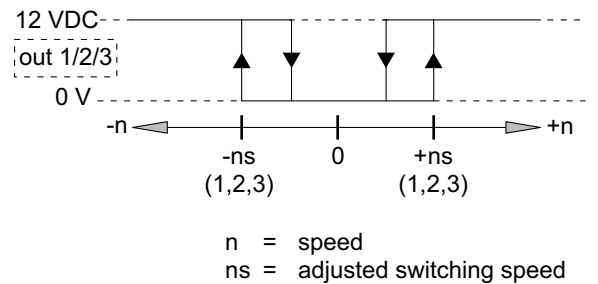 12 VDC
out 1/2/3
0 V
-n +n
-ns 0 +ns
(1,2,3) (1,2,3)
n = speed
ns = adjusted switching speed